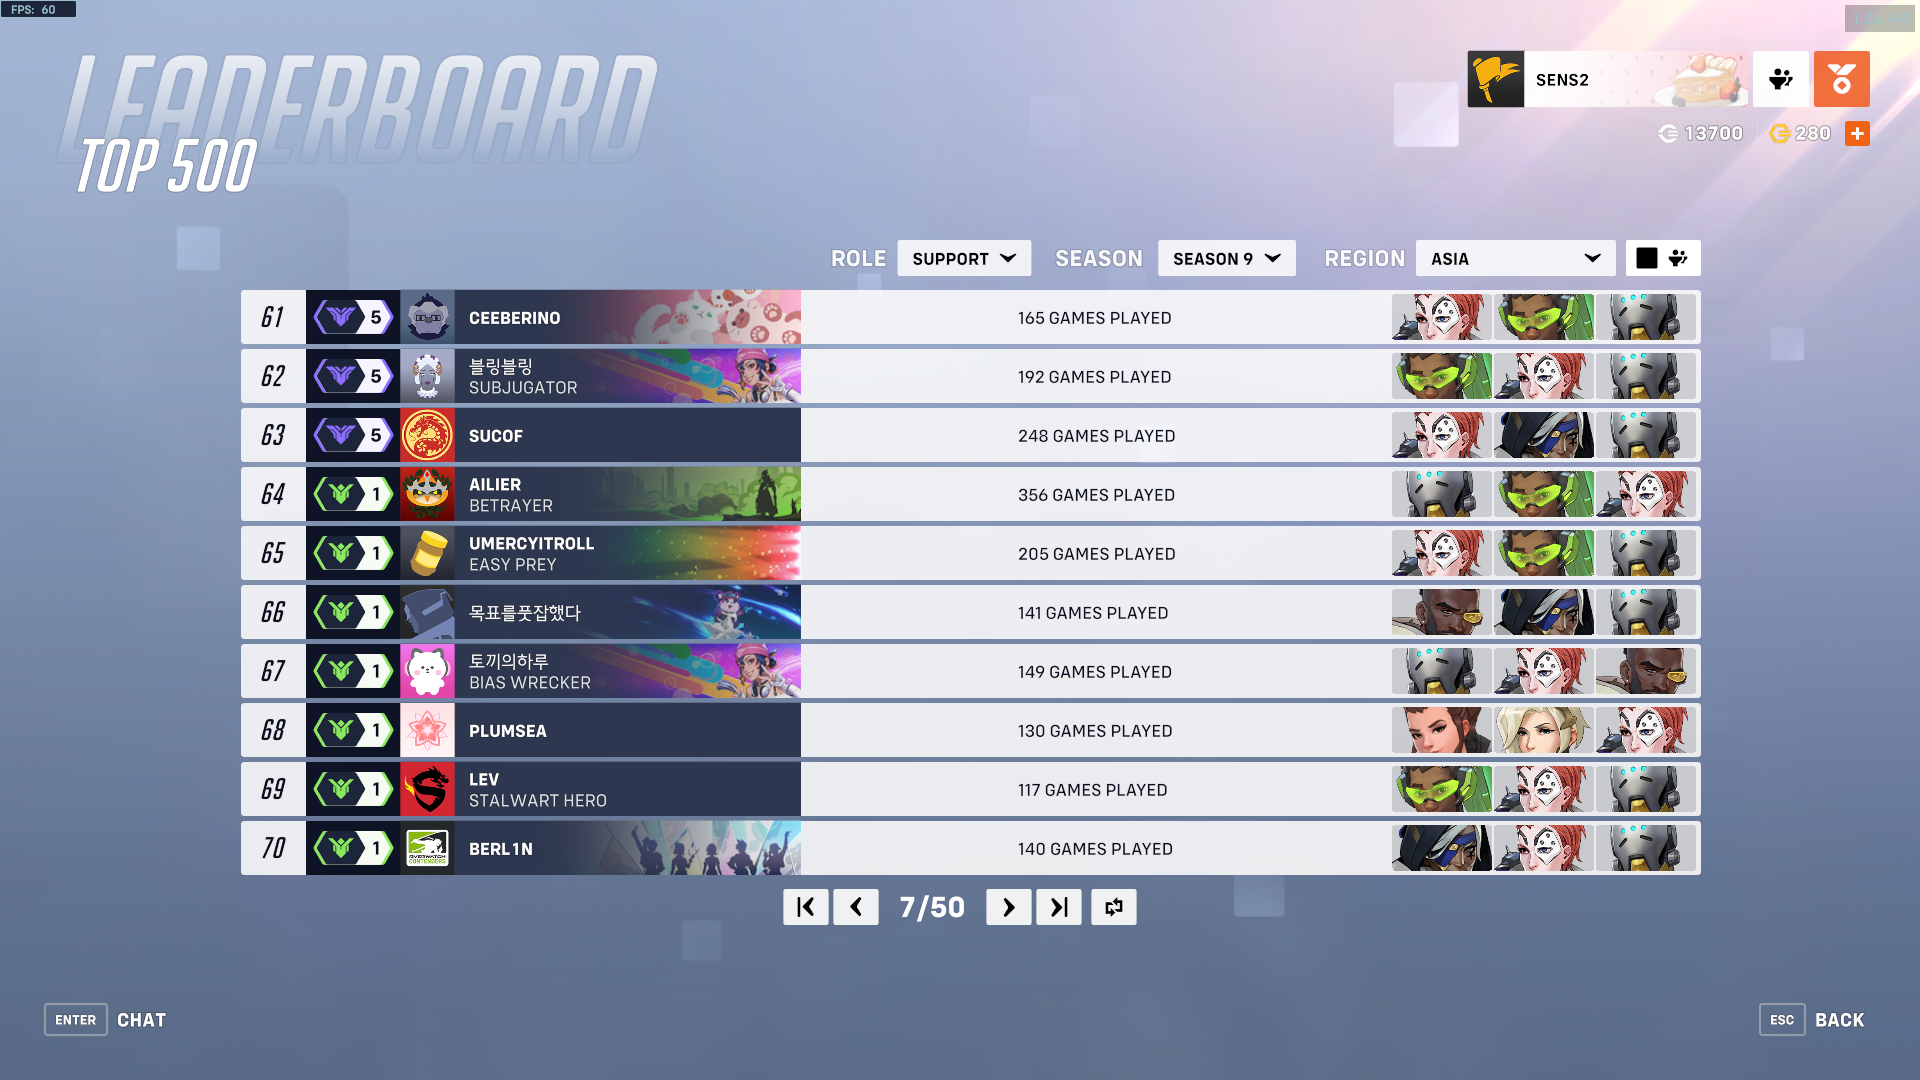 FPS: 60
LEADERBOARD
TOP 500
SENS2
13700
280
ROLE SUPPORT SEASON SEASON 9 REGION ASIA
61 5 CEEBERINO 165 GAMES PLAYED
62 5 블링블링 192 GAMES PLAYED
SUBJUGATOR
63 5 SUCOF 248 GAMES PLAYED
64 1 AILIER 356 GAMES PLAYED
BETRAYER
65 1 UMERCYITROLL 205 GAMES PLAYED
EASY PREY
66 1 목표를풋잡했다 141 GAMES PLAYED
67 1 토끼의하루 149 GAMES PLAYED
BIAS WRECKER
68 1 PLUMSEA 130 GAMES PLAYED
69 1 LEV 117 GAMES PLAYED
STALWART HERO
70 1 OVERWATCH CONTENDERS BERL1N 140 GAMES PLAYED
7/50
ENTER CHAT
ESC BACK